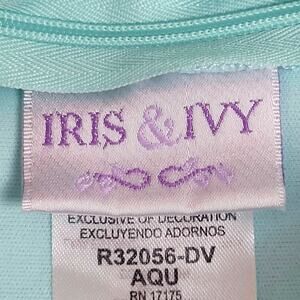 IRIS & IVY
EXCLUSIVE OF DECORATION
EXCLUYENDO ADORNOS
R32056-DV
AQU
RN 17175